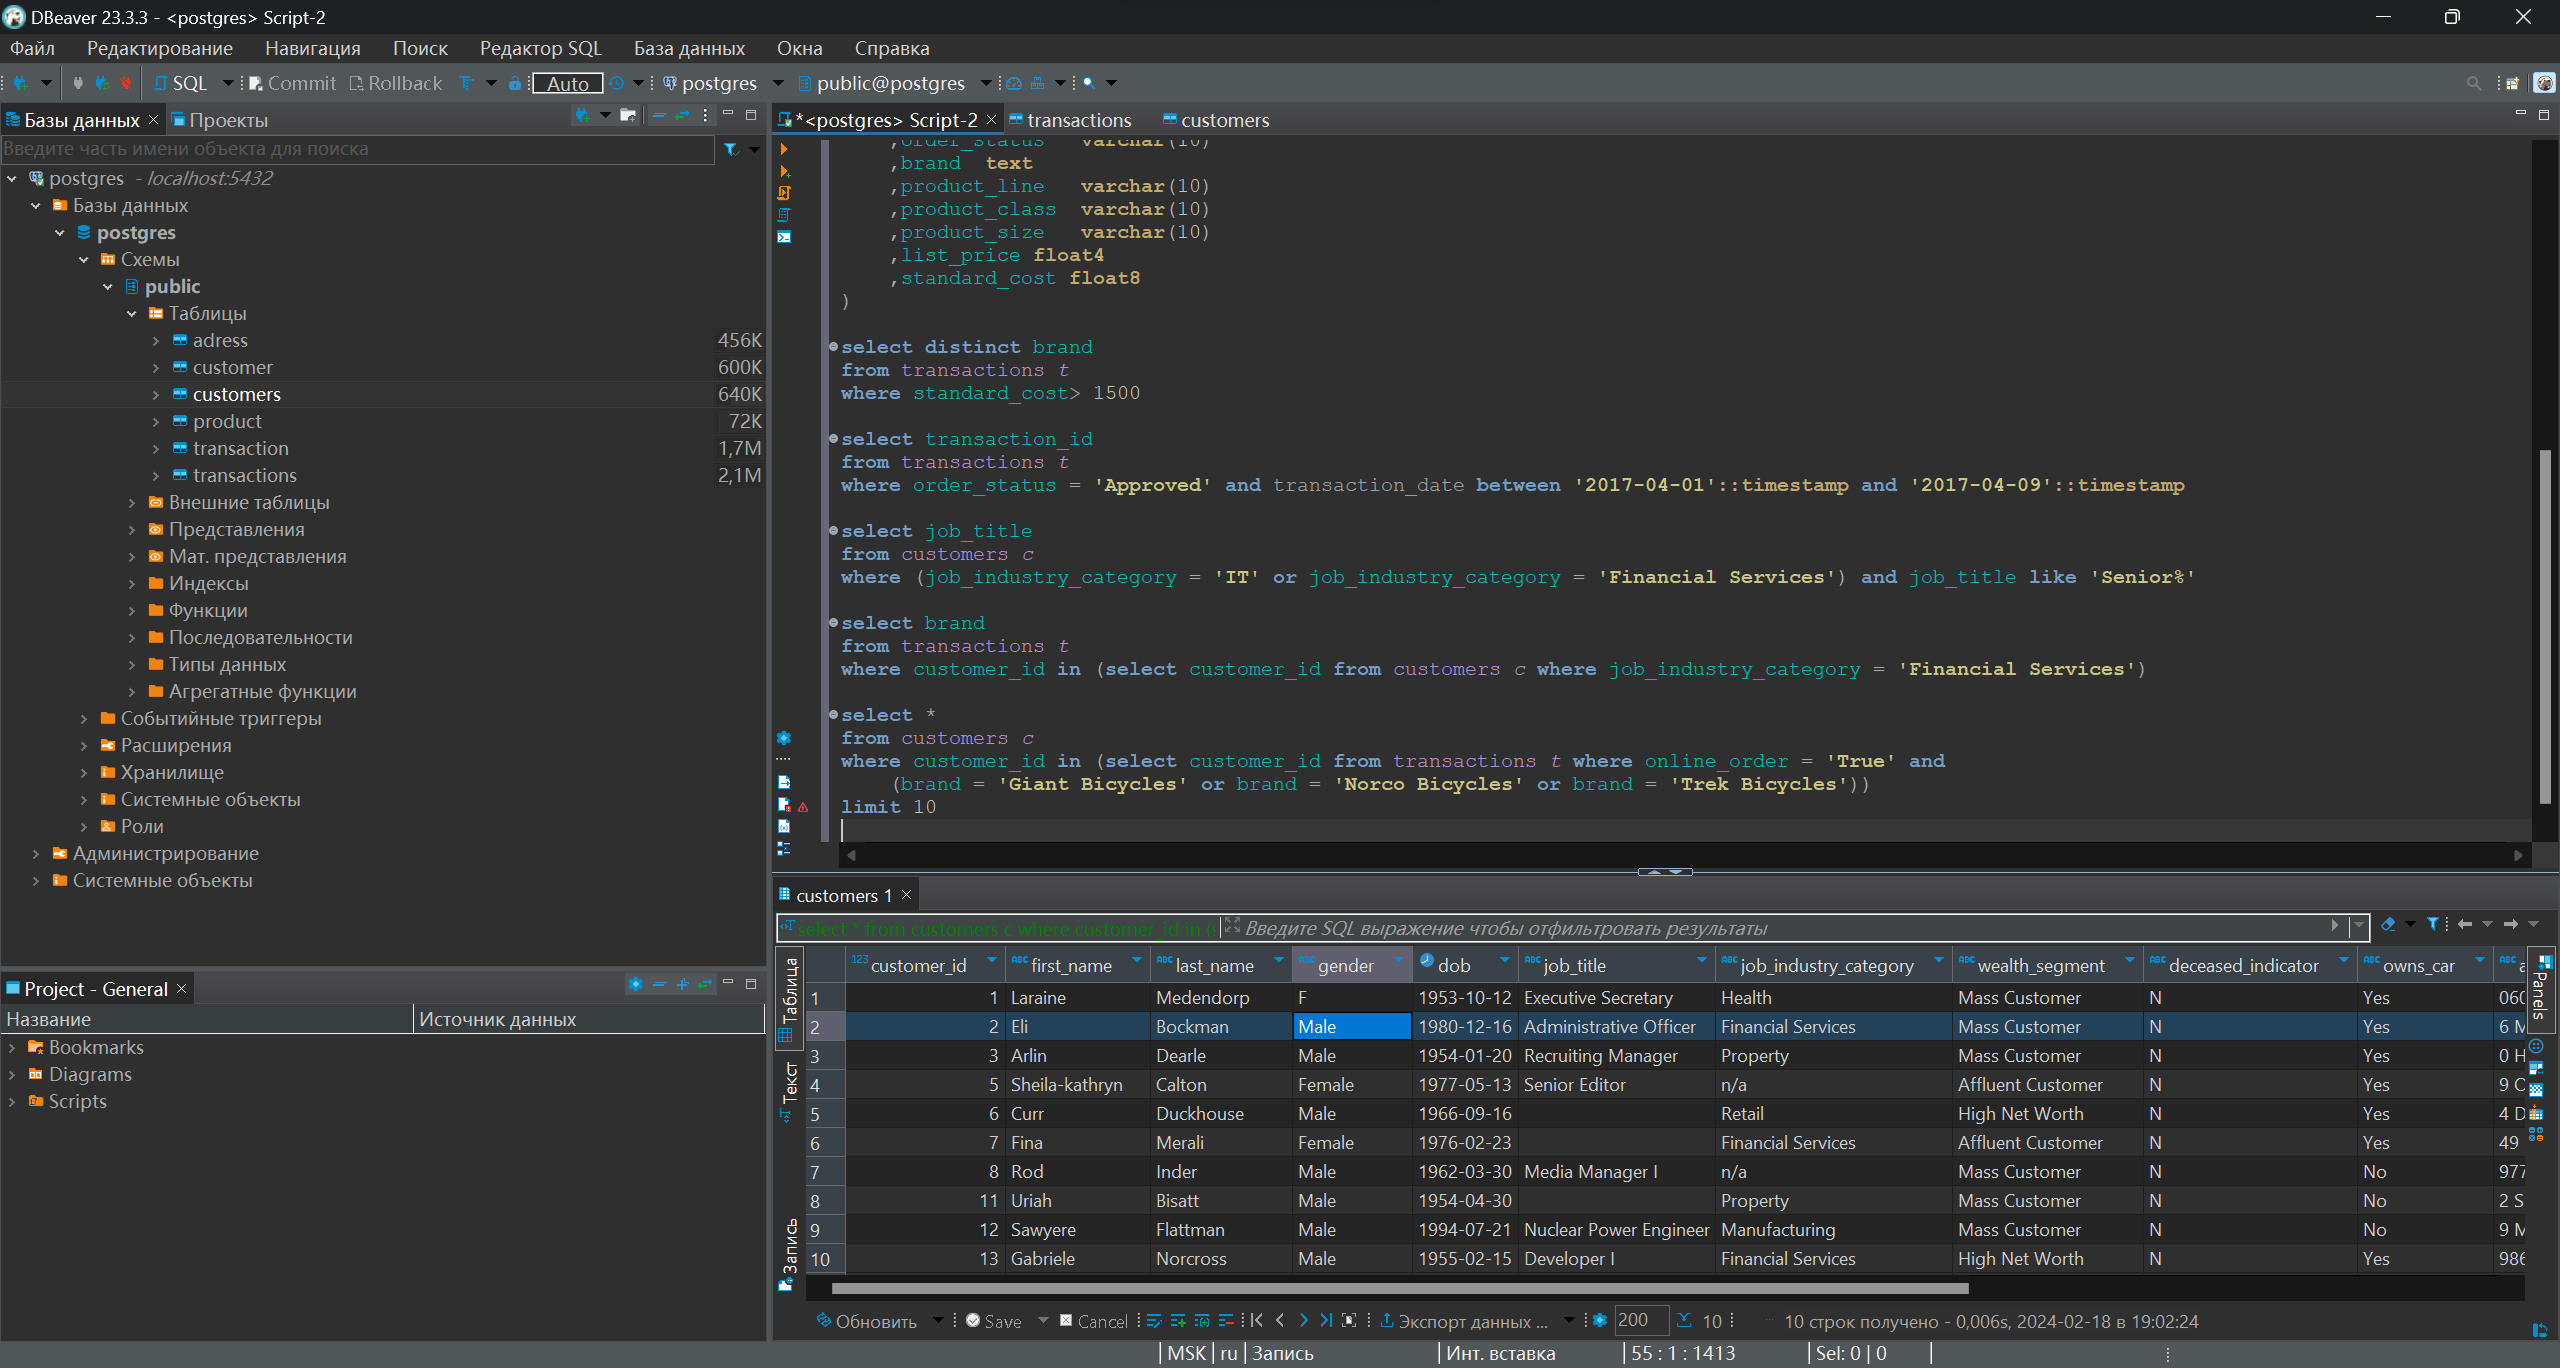 DBeaver 23.3.3 - <postgres> Script-2
Файл Редактирование Навигация Поиск Редактор SQL База данных Окна Справка
SQL Commit Rollback Auto postgres public@postgres
Базы данных Проекты
Введите часть имени объекта для поиска
postgres - localhost:5432
Базы данных
postgres
Схемы
public
Таблицы
adress 456K
customer 600K
customers 640K
product 72K
transaction 1,7M
transactions 2,1M
Внешние таблицы
Представления
Мат. представления
Индексы
Функции
Последовательности
Типы данных
Агрегатные функции
Событийные триггеры
Расширения
Хранилище
Системные объекты
Роли
Администрирование
Системные объекты
Project - General
Название Источник данных
Bookmarks
Diagrams
Scripts
*<postgres> Script-2 transactions customers
,order_status varchar(10)
,brand text
,product_line varchar(10)
,product_class varchar(10)
,product_size varchar(10)
,list_price float4
,standard_cost float8
)
select distinct brand
from transactions t
where standard_cost> 1500
select transaction_id
from transactions t
where order_status = 'Approved' and transaction_date between '2017-04-01'::timestamp and '2017-04-09'::timestamp
select job_title
from customers c
where (job_industry_category = 'IT' or job_industry_category = 'Financial Services') and job_title like 'Senior%'
select brand
from transactions t
where customer_id in (select customer_id from customers c where job_industry_category = 'Financial Services')
select *
from customers c
where customer_id in (select customer_id from transactions t where online_order = 'True' and
(brand = 'Giant Bicycles' or brand = 'Norco Bicycles' or brand = 'Trek Bicycles'))
limit 10
customers 1
select * from customers c where customer_id in (s Введите SQL выражение чтобы отфильтровать результаты
Таблица
Текст
Запись
Panels
123 customer_id ABC first_name ABC last_name ABC gender dob ABC job_title ABC job_industry_category ABC wealth_segment ABC deceased_indicator ABC owns_car ABC a
1 1 Laraine Medendorp F 1953-10-12 Executive Secretary Health Mass Customer N Yes 060
2 2 Eli Bockman Male 1980-12-16 Administrative Officer Financial Services Mass Customer N Yes 6 M
3 3 Arlin Dearle Male 1954-01-20 Recruiting Manager Property Mass Customer N Yes 0 H
4 5 Sheila-kathryn Calton Female 1977-05-13 Senior Editor n/a Affluent Customer N Yes 9 C
5 6 Curr Duckhouse Male 1966-09-16 Retail High Net Worth N Yes 4 D
6 7 Fina Merali Female 1976-02-23 Financial Services Affluent Customer N Yes 49
7 8 Rod Inder Male 1962-03-30 Media Manager I n/a Mass Customer N No 977
8 11 Uriah Bisatt Male 1954-04-30 Property Mass Customer N No 2 S
9 12 Sawyere Flattman Male 1994-07-21 Nuclear Power Engineer Manufacturing Mass Customer N No 9 M
10 13 Gabriele Norcross Male 1955-02-15 Developer I Financial Services High Net Worth N Yes 986
Обновить Save Cancel Экспорт данных ... 200 10 10 строк получено - 0,006s, 2024-02-18 в 19:02:24
MSK ru Запись Инт. вставка 55 : 1 : 1413 Sel: 0 | 0